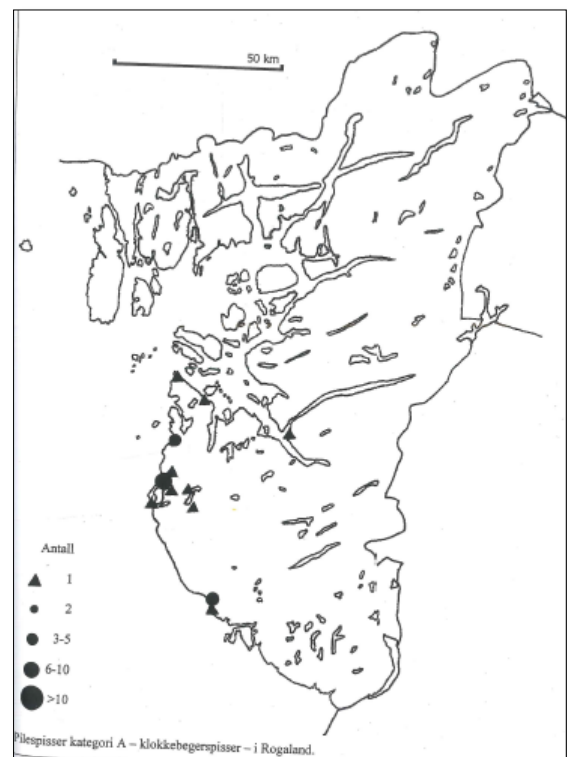 50 km
Antall
1
2
3-5
6-10
>10
Pilespisser kategori A – klokkebegerspisser – i Rogaland.